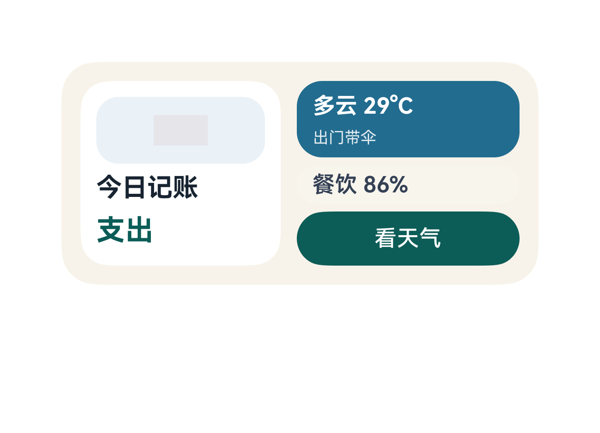 今日记账
支出
多云 29°C
出门带伞
餐饮 86%
看天气